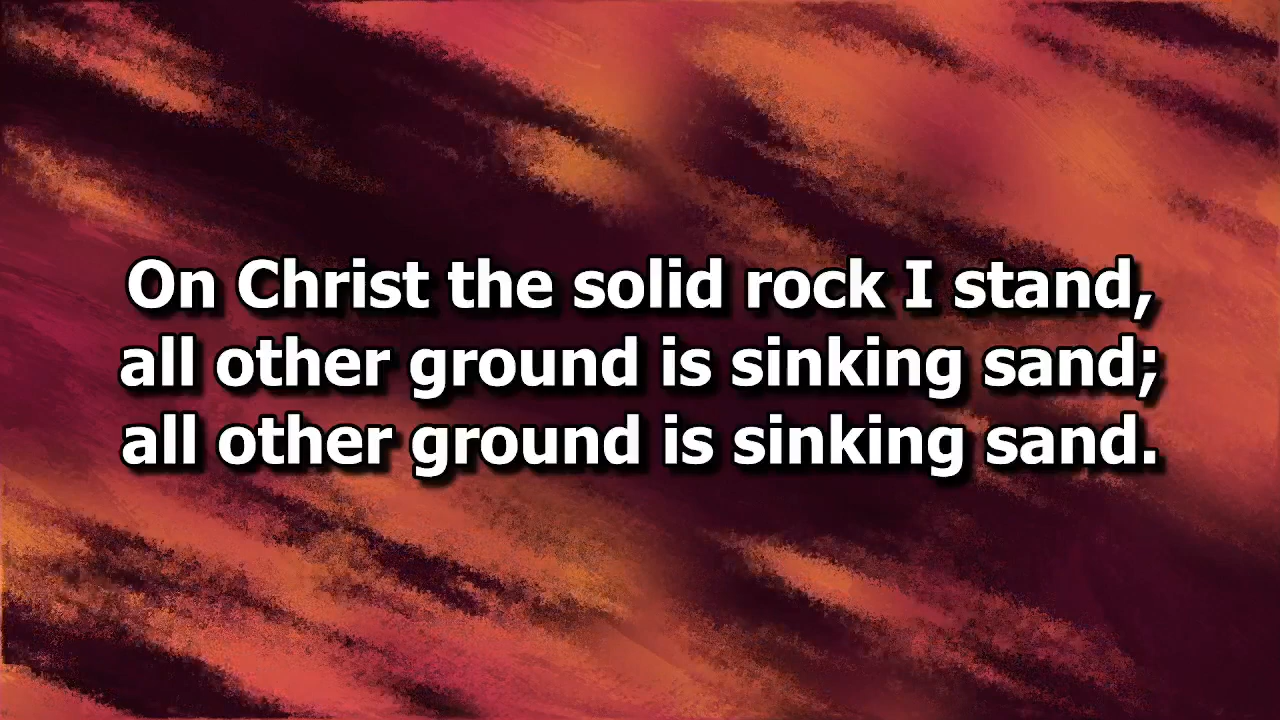 On Christ the solid rock I stand,
all other ground is sinking sand;
all other ground is sinking sand.